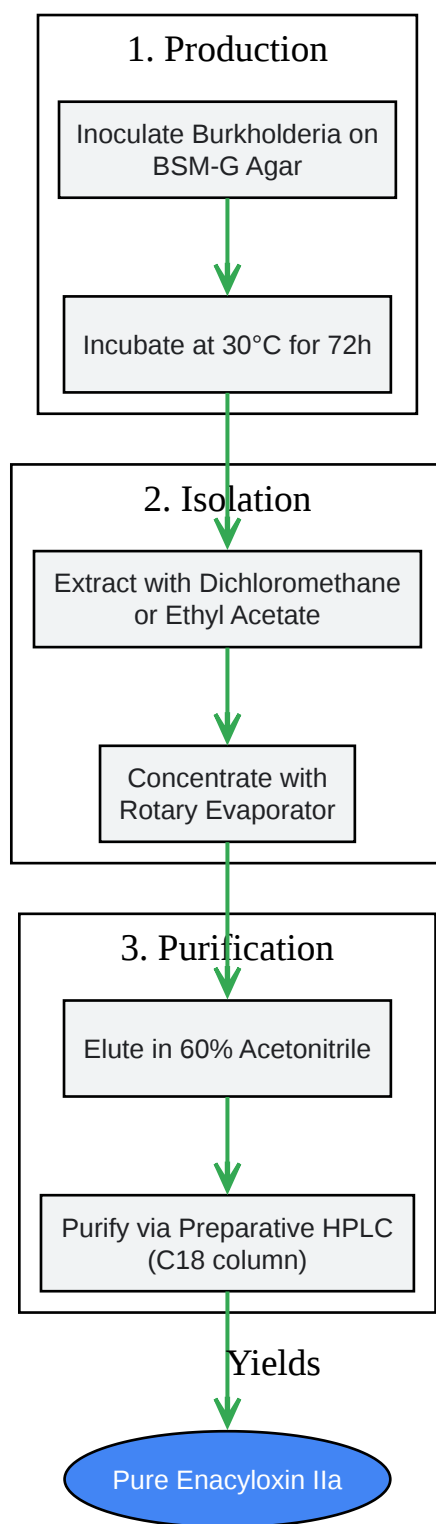 1. Production
Inoculate Burkholderia on
BSM-G Agar
Incubate at 30°C for 72h
2. Isolation
Extract with Dichloromethane
or Ethyl Acetate
Concentrate with
Rotary Evaporator
3. Purification
Elute in 60% Acetonitrile
Purify via Preparative HPLC
(C18 column)
Yields
Pure Enacyloxin IIa